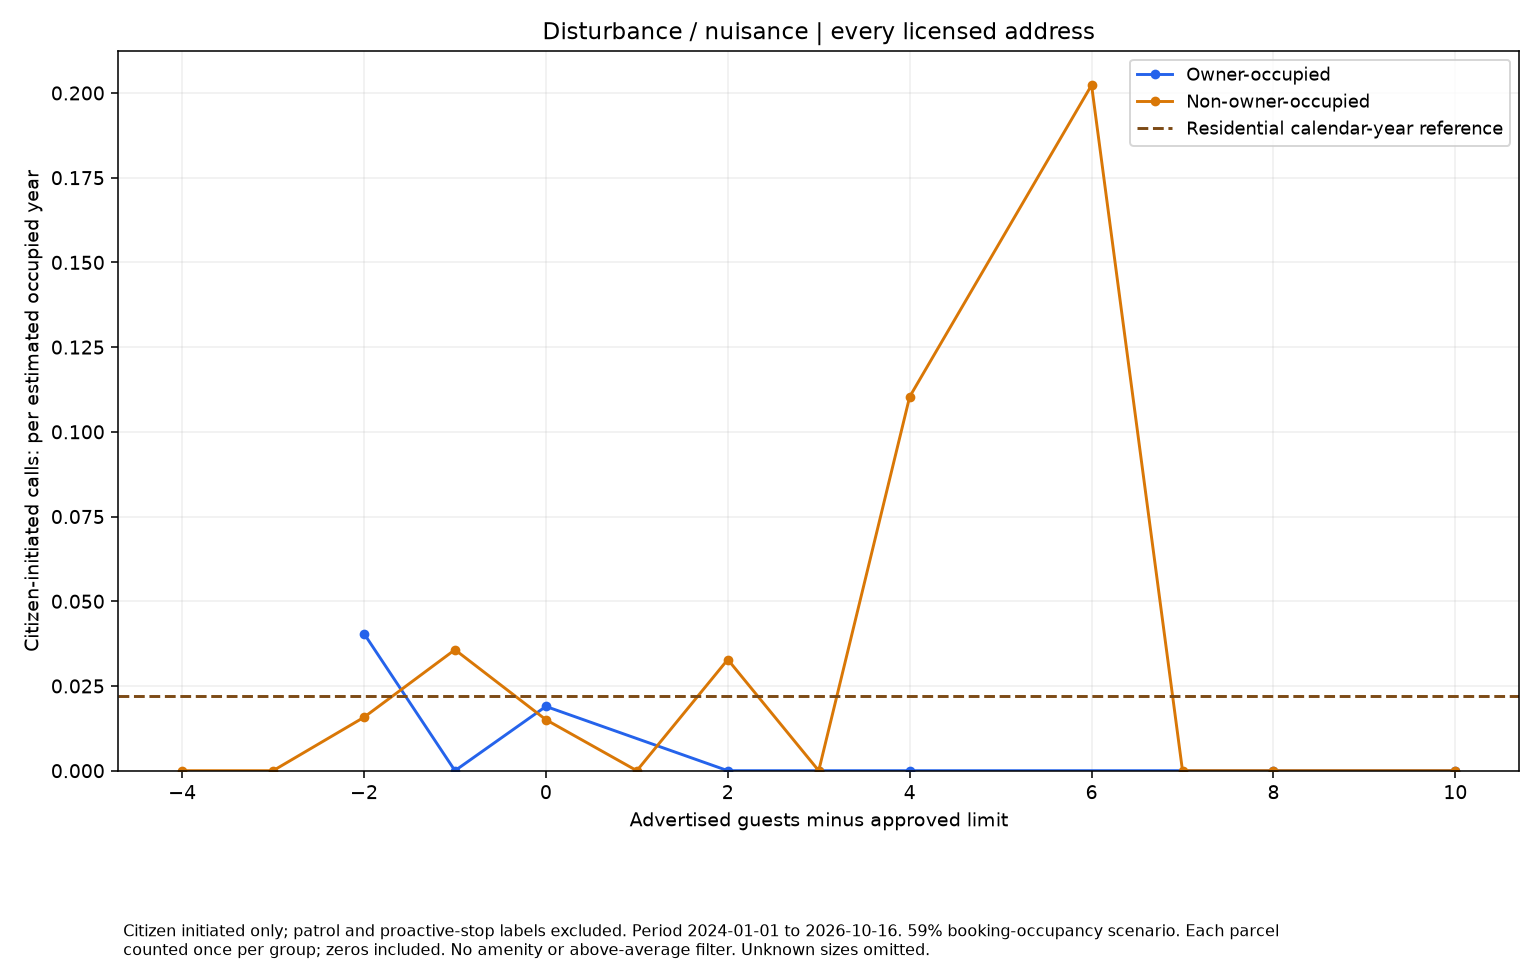 Disturbance / nuisance | every licensed address
Owner-occupied
Non-owner-occupied
Residential calendar-year reference
Citizen-initiated calls: per estimated occupied year
0.200
0.175
0.150
0.125
0.100
0.075
0.050
0.025
0.000
−4
−2
0
2
4
6
8
10
Advertised guests minus approved limit
Citizen initiated only; patrol and proactive-stop labels excluded. Period 2024-01-01 to 2026-10-16. 59% booking-occupancy scenario. Each parcel
counted once per group; zeros included. No amenity or above-average filter. Unknown sizes omitted.